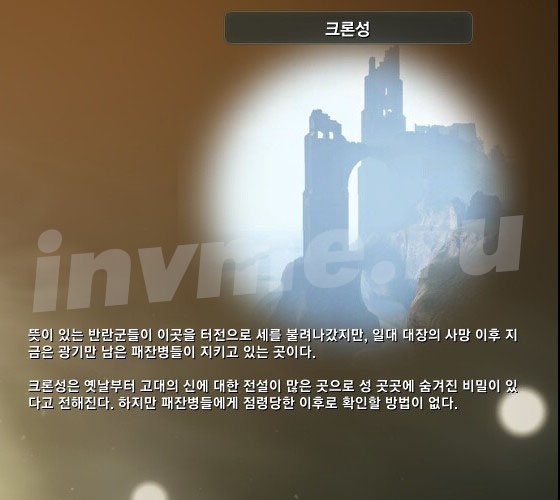 크론성
invme.ru
뜻이 있는 반란군들이 이곳을 터전으로 세를 불려나갔지만, 일대 대장의 사망 이후 지
금은 광기만 남은 패잔병들이 지키고 있는 곳이다.
크론성은 옛날부터 고대의 신에 대한 전설이 많은 곳으로 성 곳곳에 숨겨진 비밀이 있
다고 전해진다. 하지만 패잔병들에게 점령당한 이후로 확인할 방법이 없다.